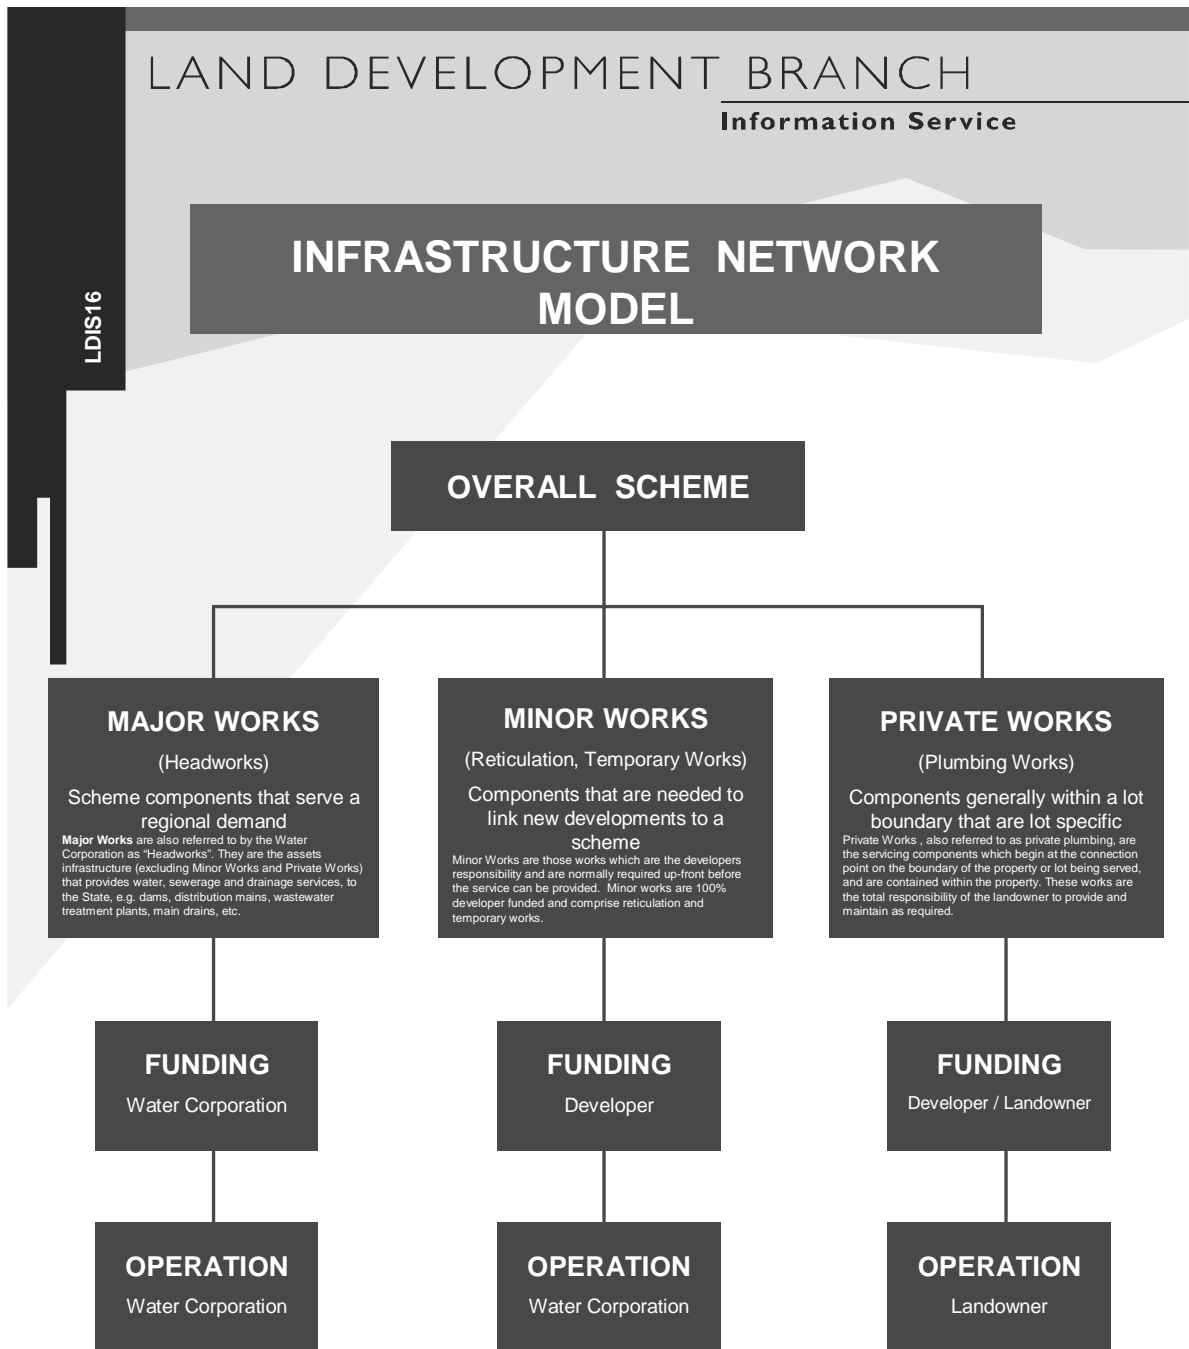 LAND DEVELOPMENT BRANCH
Information Service
LDIS16
INFRASTRUCTURE NETWORK
MODEL
OVERALL SCHEME
MAJOR WORKS
(Headworks)
Scheme components that serve a
regional demand
Major Works are also referred to by the Water
Corporation as “Headworks”. They are the assets
infrastructure (excluding Minor Works and Private Works)
that provides water, sewerage and drainage services, to
the State, e.g. dams, distribution mains, wastewater
treatment plants, main drains, etc.
MINOR WORKS
(Reticulation, Temporary Works)
Components that are needed to
link new developments to a
scheme
Minor Works are those works which are the developers
responsibility and are normally required up-front before
the service can be provided. Minor works are 100%
developer funded and comprise reticulation and
temporary works.
PRIVATE WORKS
(Plumbing Works)
Components generally within a lot
boundary that are lot specific
Private Works , also referred to as private plumbing, are
the servicing components which begin at the connection
point on the boundary of the property or lot being served,
and are contained within the property. These works are
the total responsibility of the landowner to provide and
maintain as required.
FUNDING
Water Corporation
FUNDING
Developer
FUNDING
Developer / Landowner
OPERATION
Water Corporation
OPERATION
Water Corporation
OPERATION
Landowner